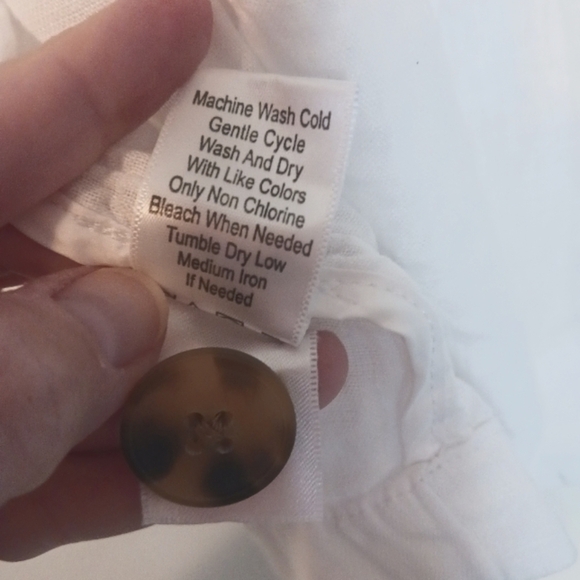 Machine Wash Cold
Gentle Cycle
Wash And Dry
With Like Colors
Only Non Chlorine
Bleach When Needed
Tumble Dry Low
Medium Iron
If Needed